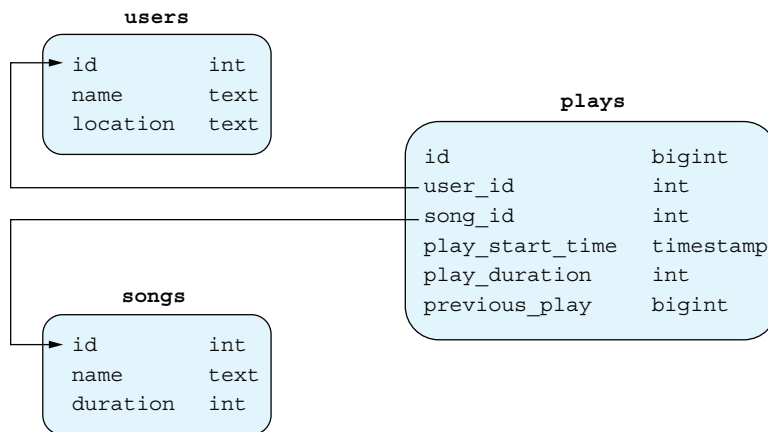 users
id int
name text
location text
plays
id bigint
user_id int
song_id int
play_start_time timestamp
play_duration int
previous_play bigint
songs
id int
name text
duration int